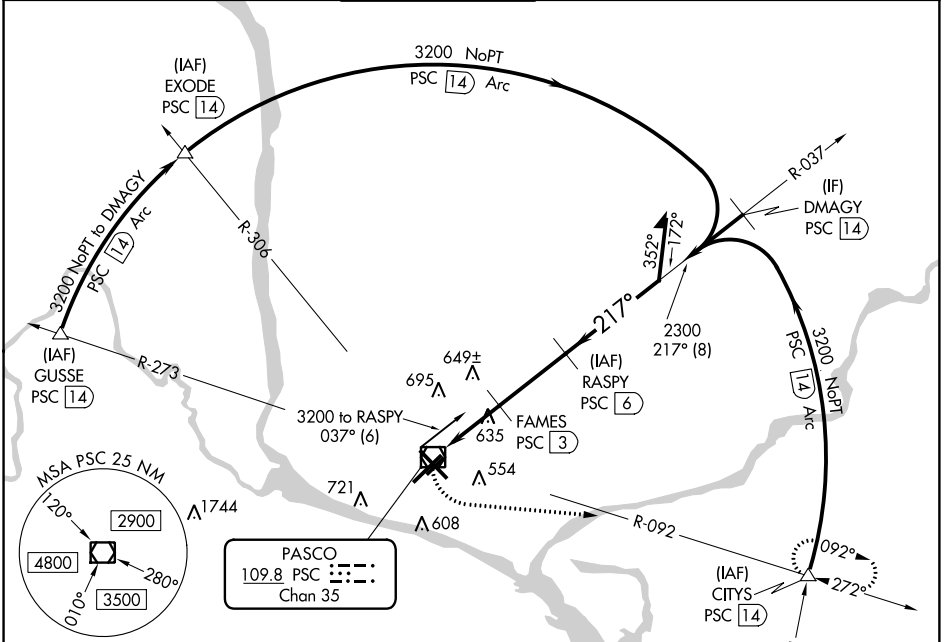 3200 NoPT
PSC 14 Arc
(IAF)
EXODE
PSC 14
R-037
(IF)
DMAGY
PSC 14
3200 NoPT to DMAGY
PSC 14 Arc
R-306
352°
172°
217°
2300
217° (8)
(IAF)
GUSSE
PSC 14
R-273
649±
695
(IAF)
RASPY
PSC 6
3200 NoPT
PSC 14 Arc
3200 to RASPY
037° (6)
635
FAMES
PSC 3
MSA PSC 25 NM
120°
2900
4800
280°
010°
3500
1744
721
554
608
R-092
PASCO
109.8 PSC
Chan 35
(IAF)
CITYS
PSC 14
092°
272°